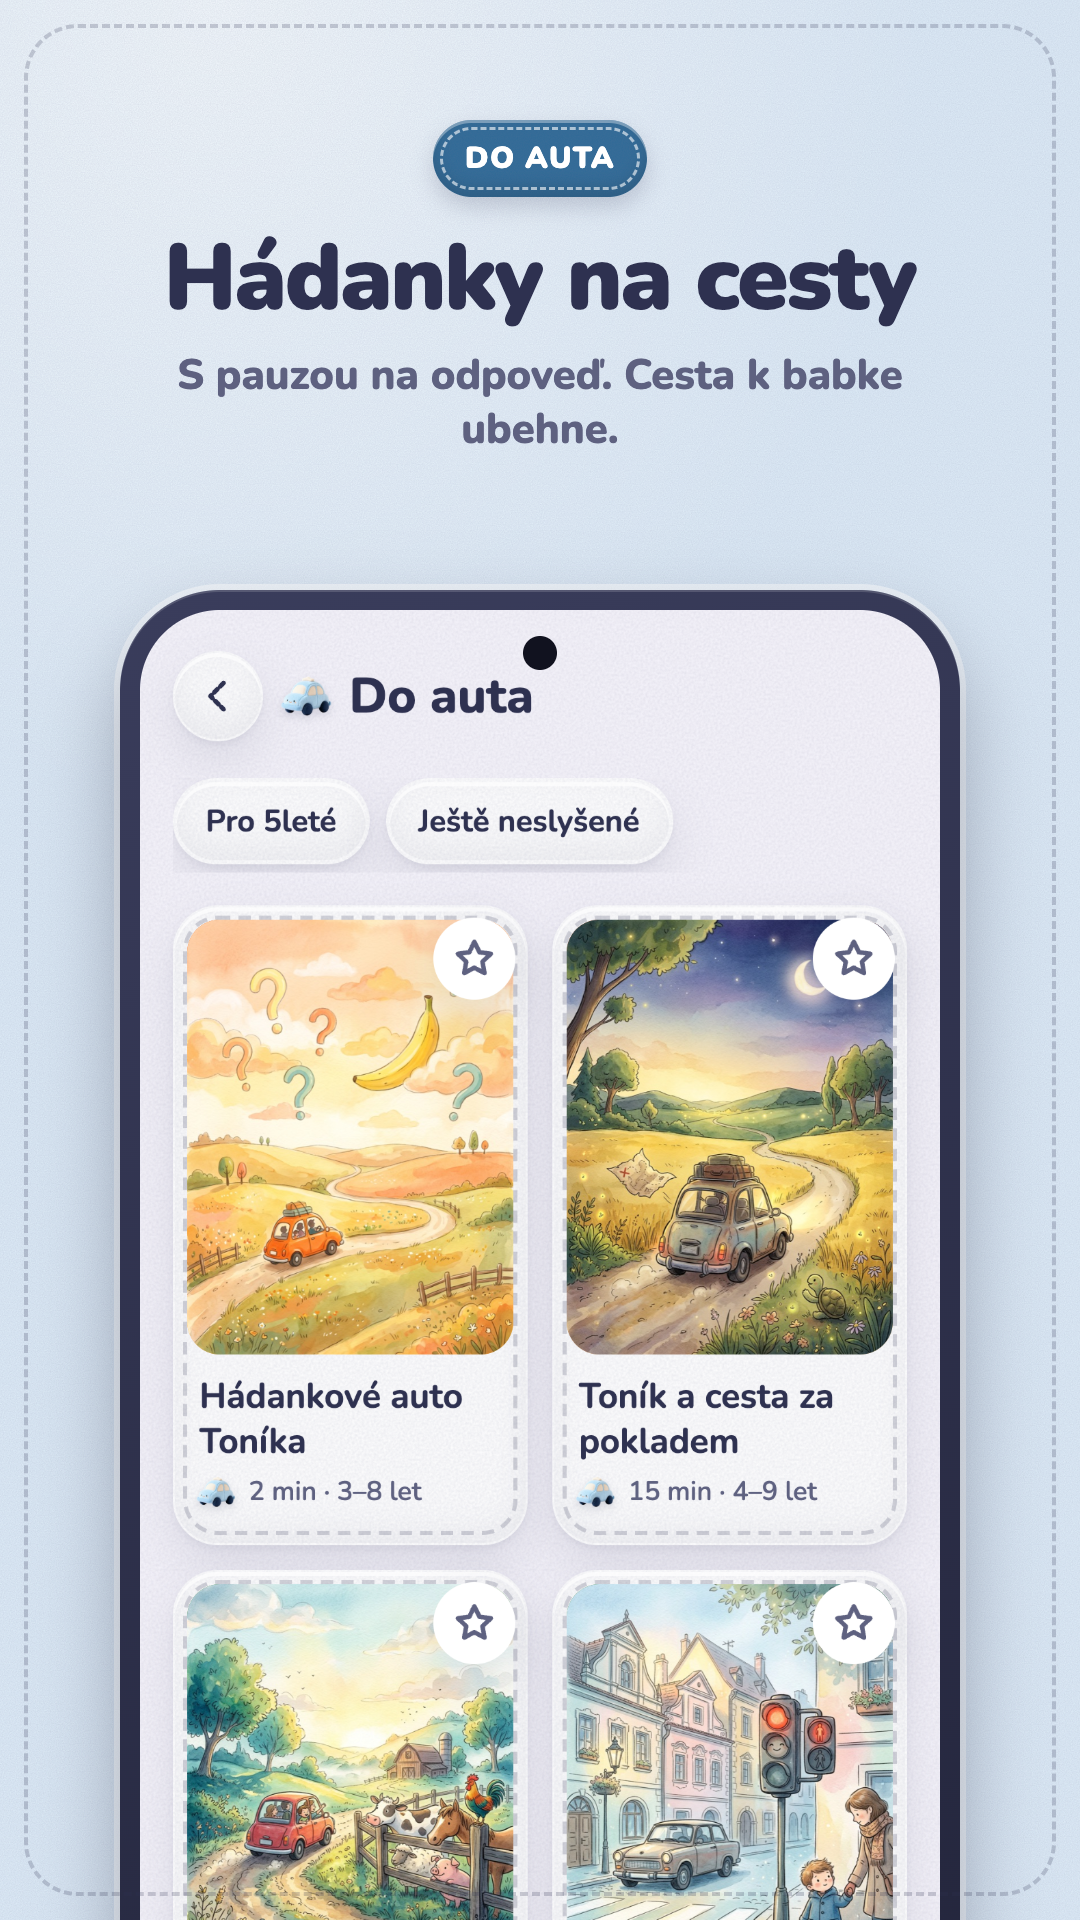 DO AUTA
Hádanky na cesty
S pauzou na odpoveď. Cesta k babke
ubehne.
Do auta
Pro 5leté
Ještě neslyšené
Hádankové auto
Toníka
2 min · 3–8 let
Toník a cesta za
pokladem
15 min · 4–9 let